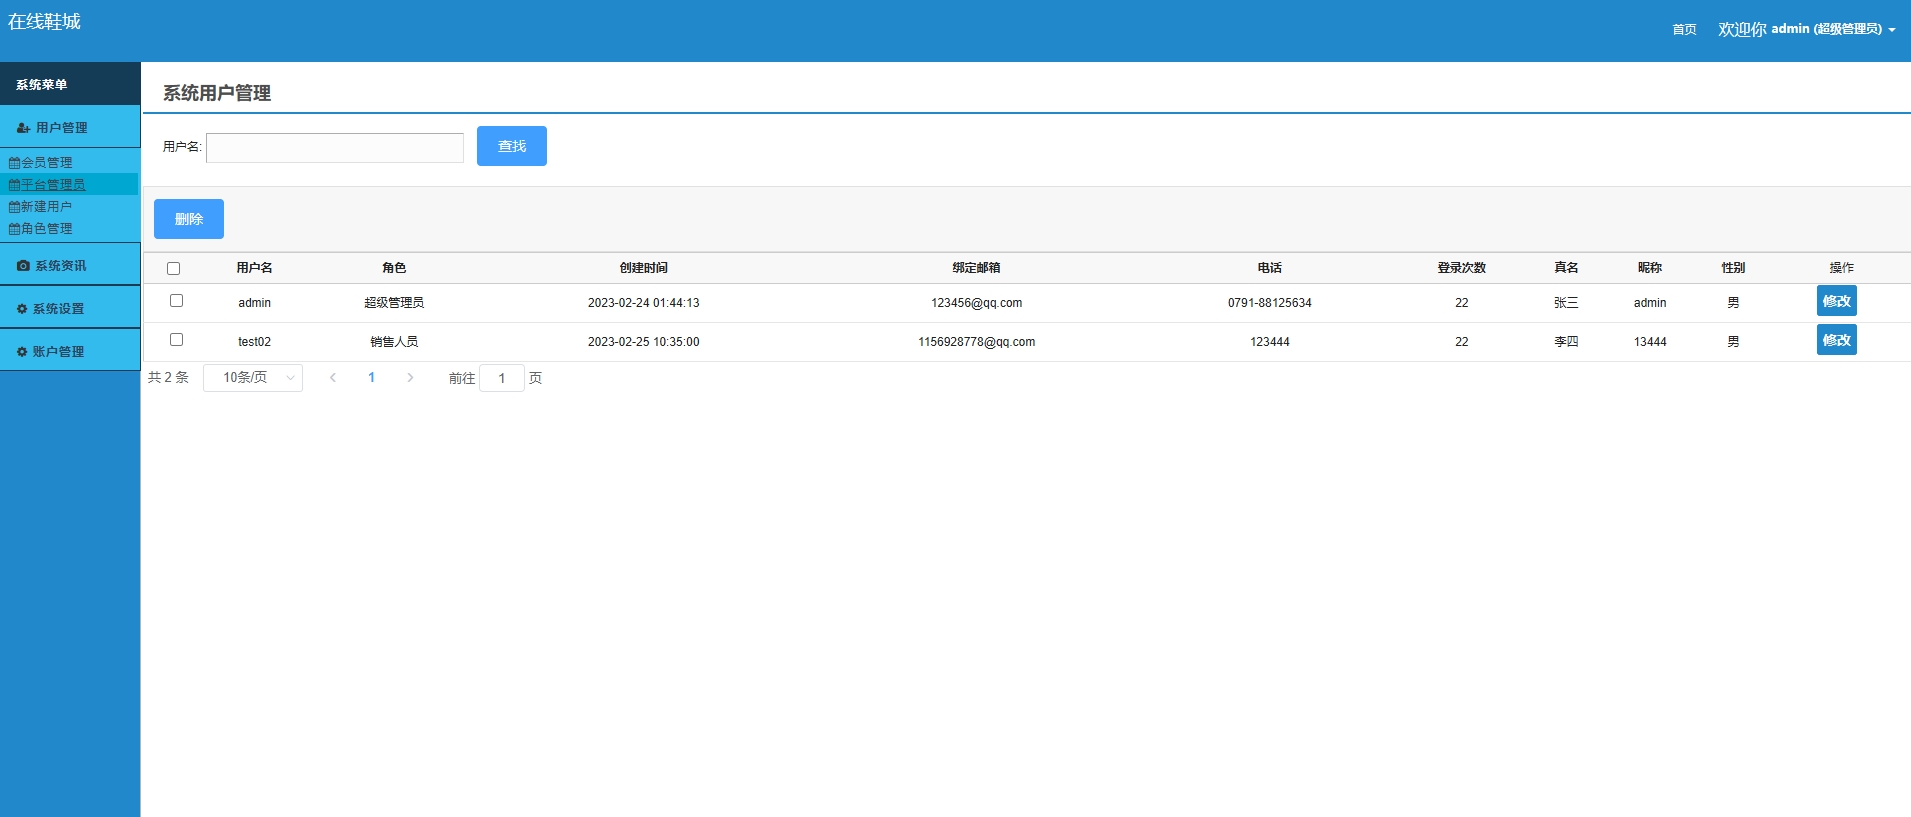 在线鞋城
首页 欢迎你 admin (超级管理员)
系统菜单
用户管理
会员管理
平台管理员
新建用户
角色管理
系统资讯
系统设置
账户管理
系统用户管理
用户名: 查找
删除
用户名 角色 创建时间 绑定邮箱 电话 登录次数 真名 昵称 性别 操作
admin 超级管理员 2023-02-24 01:44:13 123456@qq.com 0791-88125634 22 张三 admin 男 修改
test02 销售人员 2023-02-25 10:35:00 1156928778@qq.com 123444 22 李四 13444 男 修改
共 2 条 10条/页 1 前往 1 页